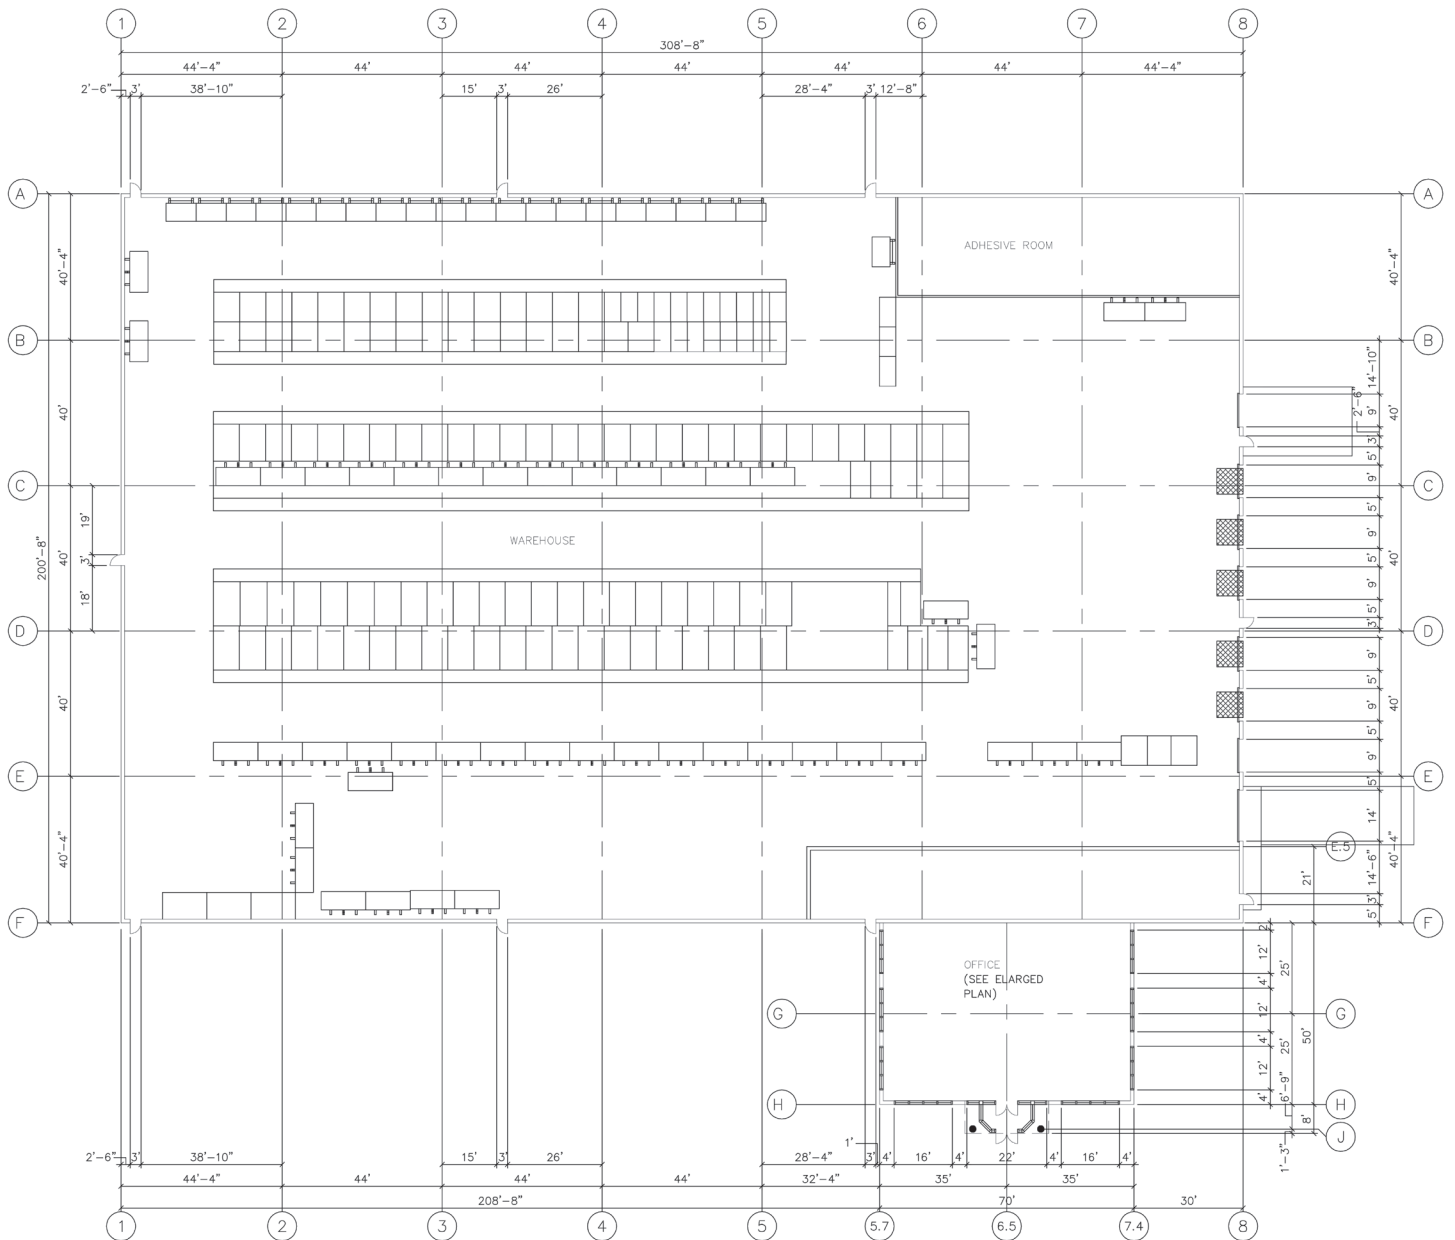 1 2 3 4 5 6 7 8
308'-8"
44'-4" 44' 44' 44' 44' 44' 44'-4"
2'-6" 3' 38'-10" 15' 3' 26' 28'-4" 3' 12'-8"
A A
ADHESIVE ROOM
40'-4" 40'-4"
B B
14'-10"
40' 2'-6" 9' 40'
3'
5'
C 9' C
5'
19' 9'
WAREHOUSE
200'-8" 40' 3' 5' 40'
9'
18' 5'
D 3' D
9'
5'
40' 9' 40'
5'
9'
E 5' E
14'
40'-4" E.5 40'-4"
21' 14'-6"
3'
F 5' F
2'
OFFICE
(SEE ELARGED
PLAN)
12' 25'
4'
G 12' G
4' 25' 50'
12'
H 4' 6'-9" H
8'
J
1' 1'-3"
2'-6" 3' 38'-10" 15' 3' 26' 28'-4" 3' 4' 16' 4' 22' 4' 16' 4'
44'-4" 44' 44' 44' 32'-4" 35' 35'
208'-8" 70' 30'
1 2 3 4 5 5.7 6.5 7.4 8